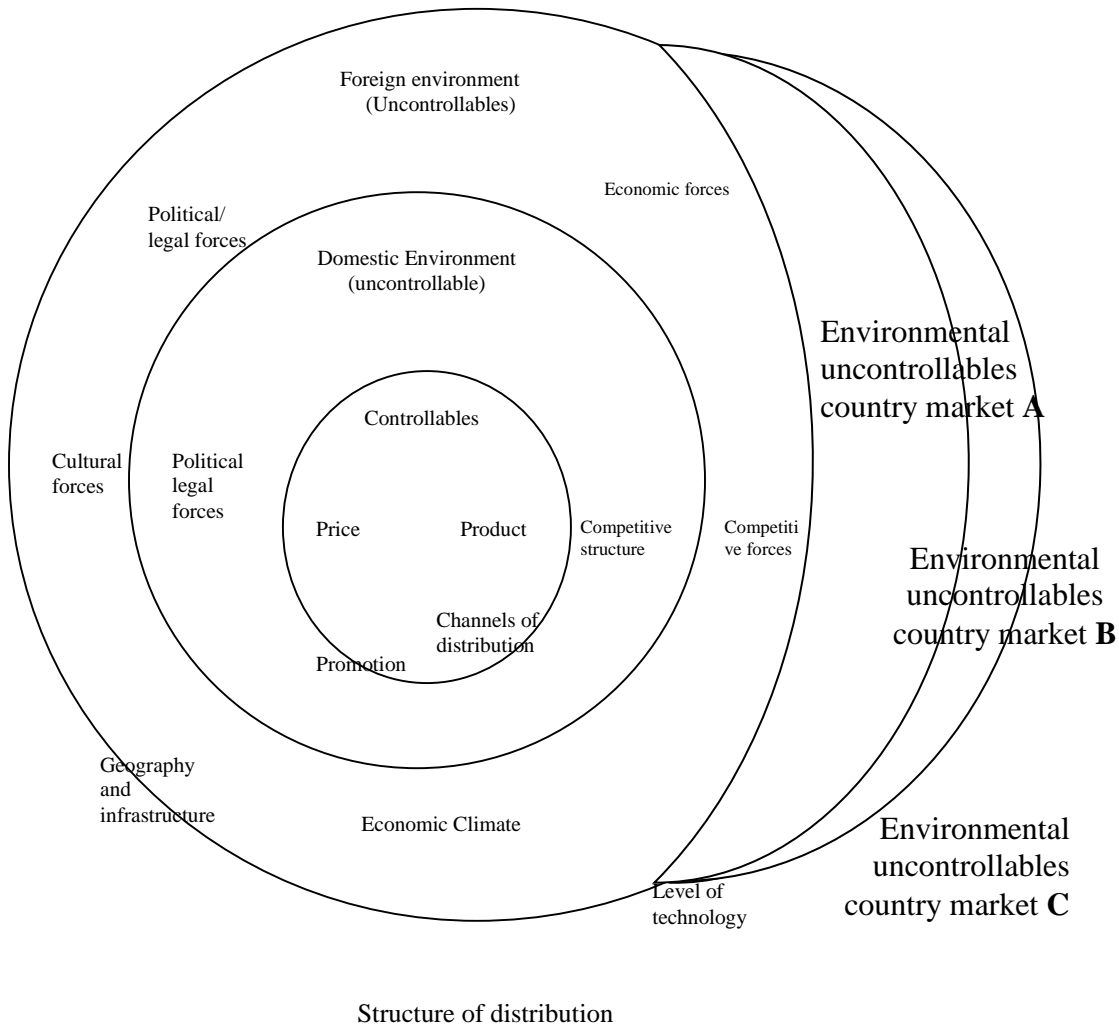 Foreign environment
(Uncontrollables)
Economic forces
Political/
legal forces
Domestic Environment
(uncontrollable)
Environmental
uncontrollables
country market A
Controllables
Cultural
forces
Political
legal
forces
Price
Product
Competitive
structure
Competiti
ve forces
Environmental
uncontrollables
country market B
Channels of
distribution
Promotion
Geography
and
infrastructure
Economic Climate
Environmental
uncontrollables
country market C
Level of
technology
Structure of distribution